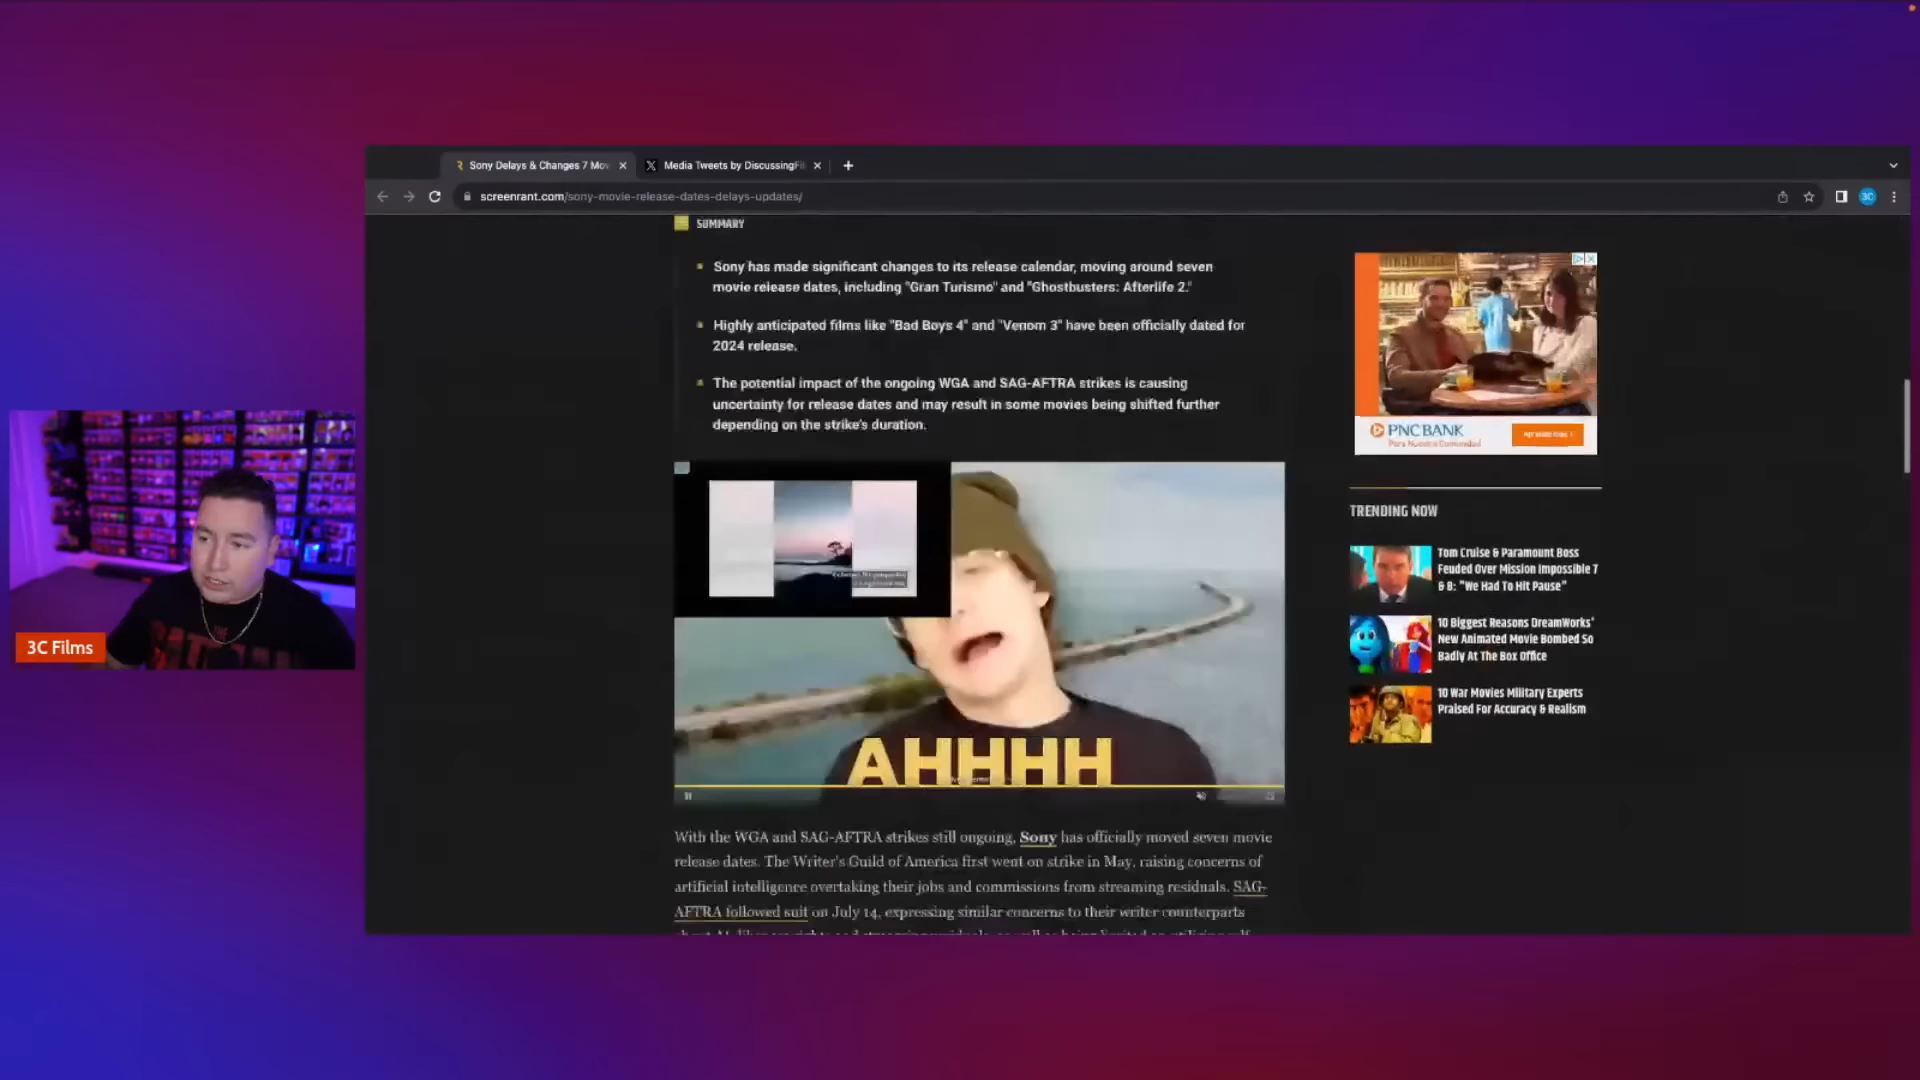 Sony Delays & Changes 7 Mov
Media Tweets by DiscussingFi
screenrant.com/sony-movie-release-dates-delays-updates/
3C
SUMMARY
Sony has made significant changes to its release calendar, moving around seven
movie release dates, including "Gran Turismo" and "Ghostbusters: Afterlife 2."
Highly anticipated films like "Bad Boys 4" and "Venom 3" have been officially dated for
2024 release.
The potential impact of the ongoing WGA and SAG-AFTRA strikes is causing
uncertainty for release dates and may result in some movies being shifted further
depending on the strike's duration.
PNC BANK
Para Nuestra Comunidad
TRENDING NOW
Tom Cruise & Paramount Boss
Feuded Over Mission Impossible 7
& 8: "We Had To Hit Pause"
10 Biggest Reasons DreamWorks'
New Animated Movie Bombed So
Badly At The Box Office
10 War Movies Military Experts
Praised For Accuracy & Realism
3C Films
AHHHH
With the WGA and SAG-AFTRA strikes still ongoing, Sony has officially moved seven movie
release dates. The Writer's Guild of America first went on strike in May, raising concerns of
artificial intelligence overtaking their jobs and commissions from streaming residuals. SAG-
AFTRA followed suit on July 14, expressing similar concerns to their writer counterparts